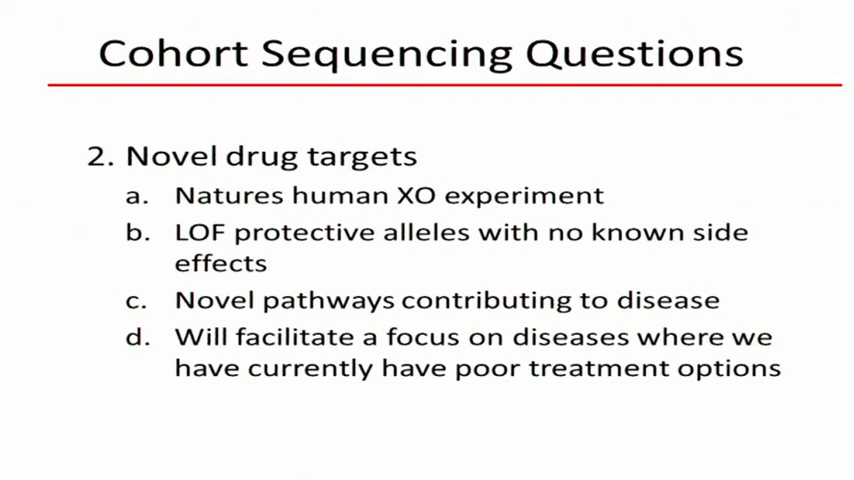 Cohort Sequencing Questions
2. Novel drug targets
a. Natures human XO experiment
b. LOF protective alleles with no known side
effects
c. Novel pathways contributing to disease
d. Will facilitate a focus on diseases where we
have currently have poor treatment options